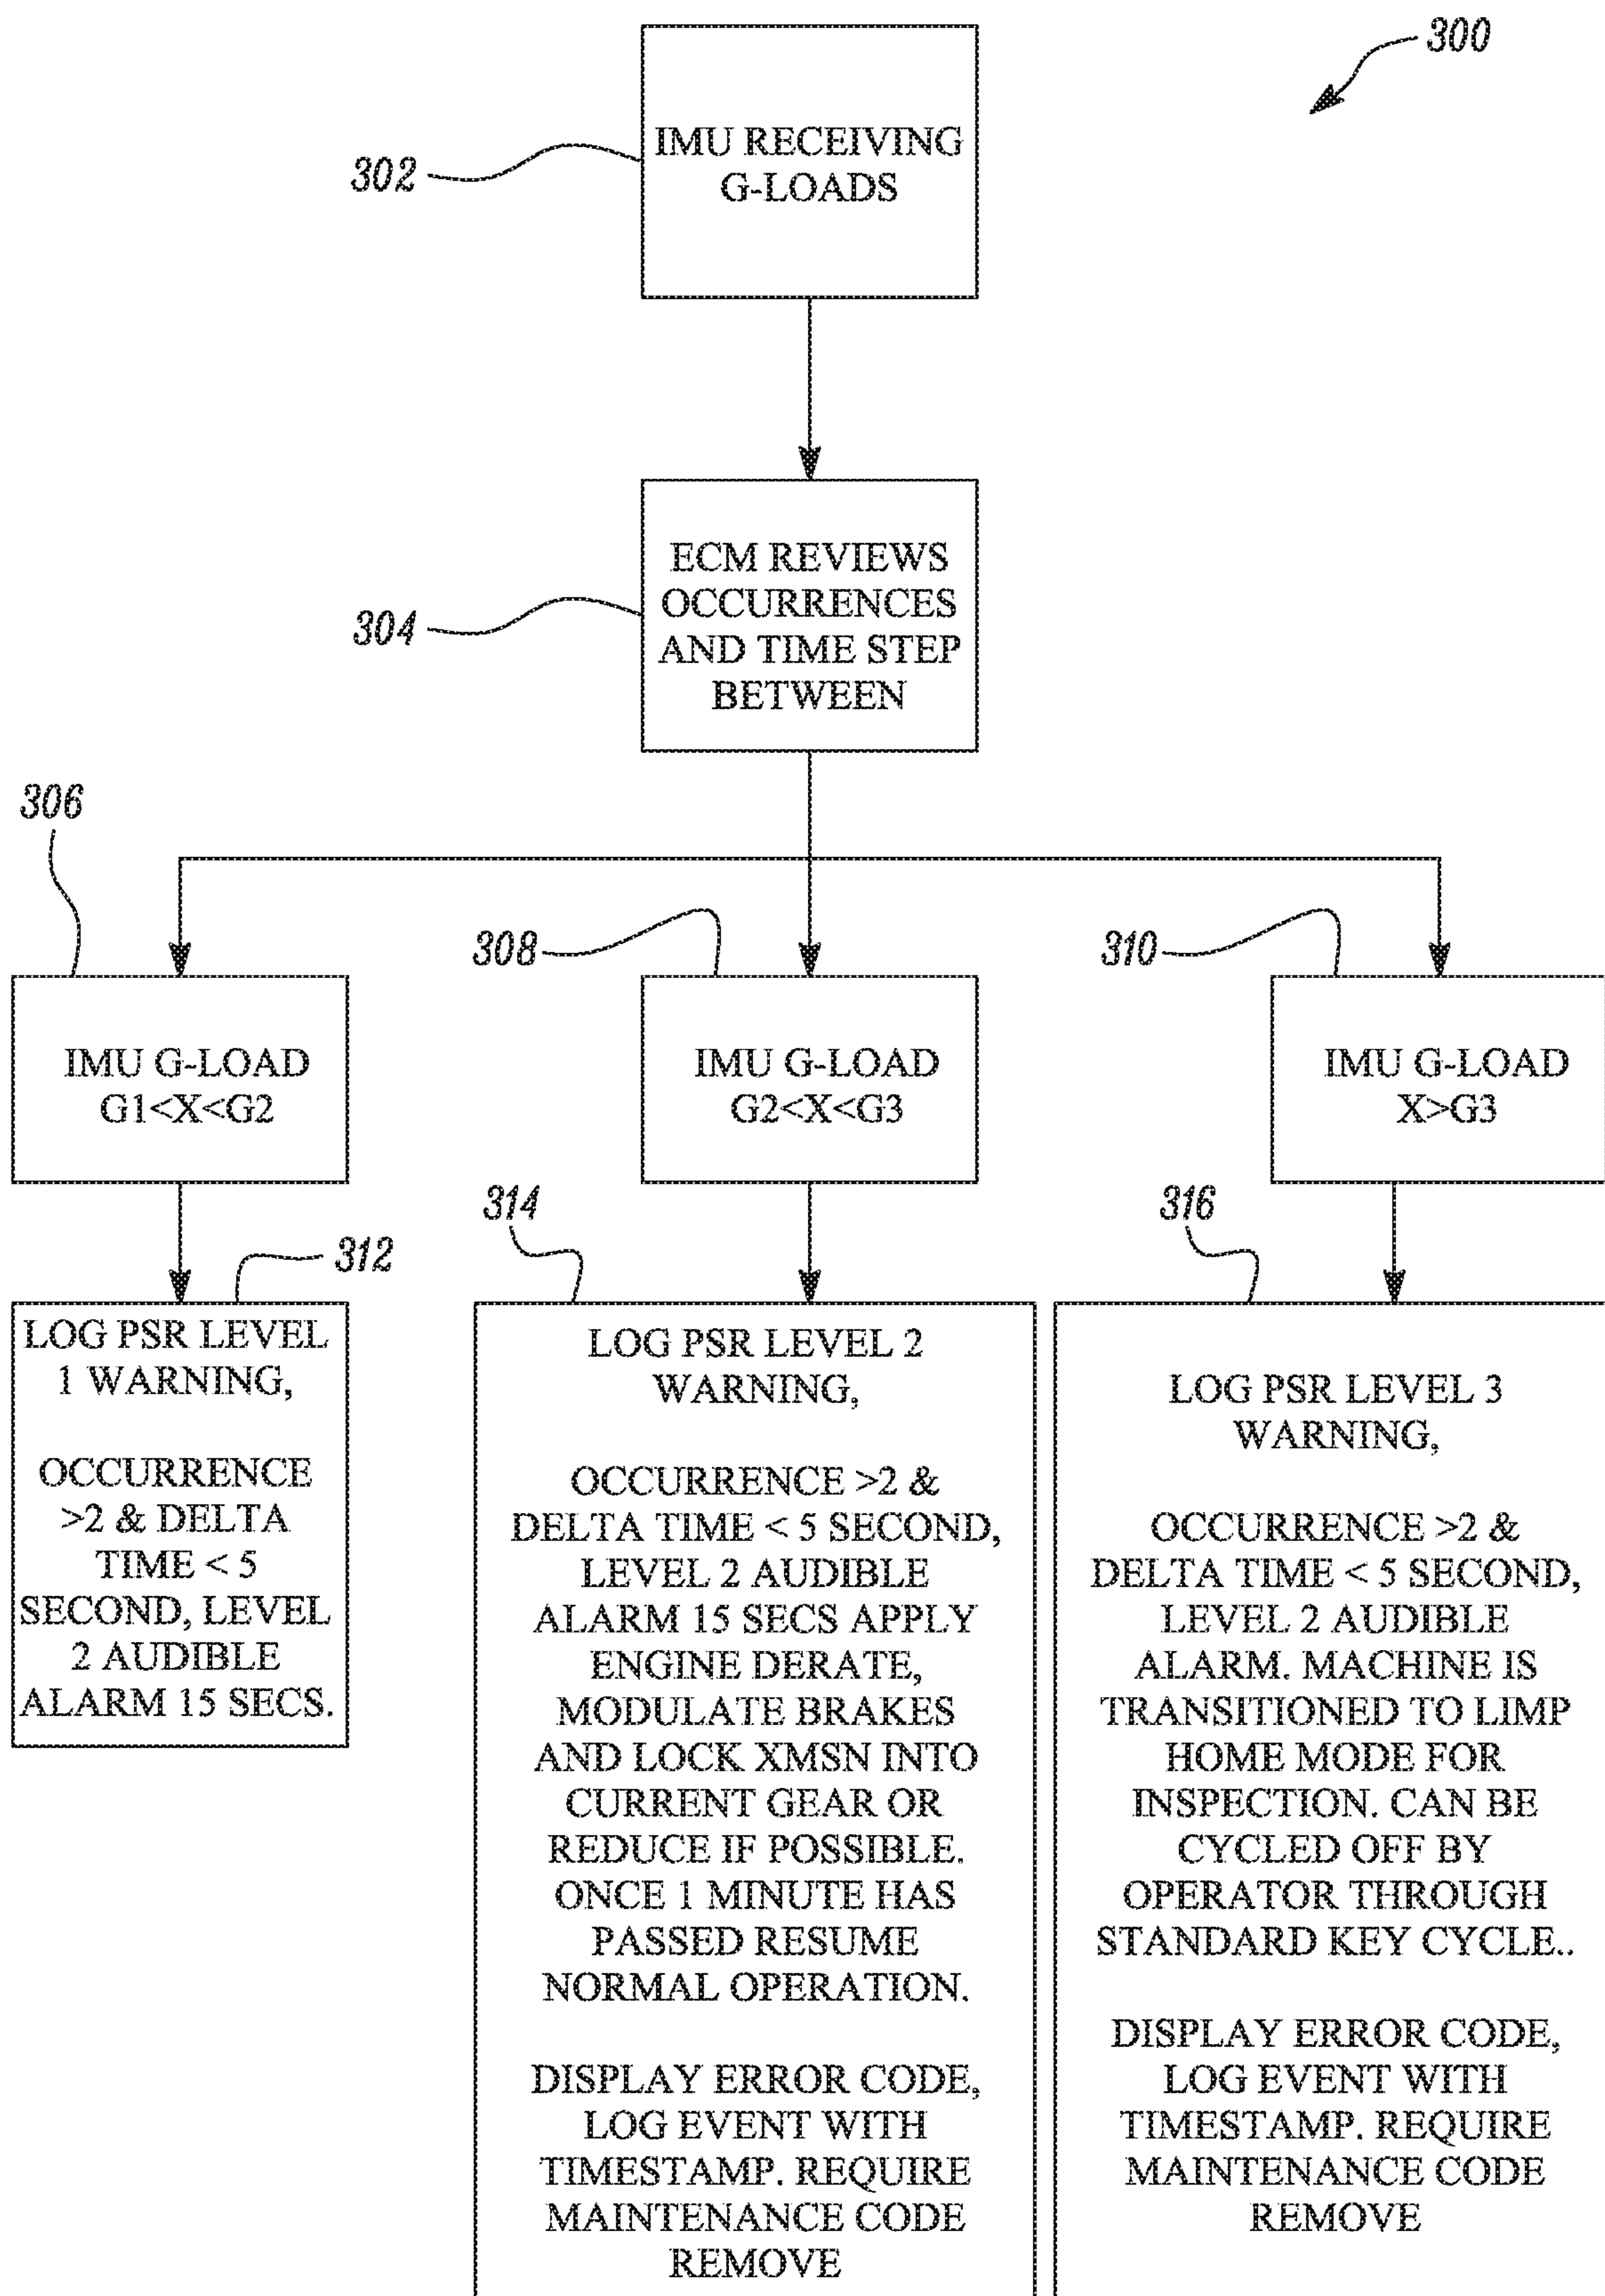 300
IMU RECEIVING
G-LOADS
302
ECM REVIEWS
OCCURRENCES
AND TIME STEP
BETWEEN
304
306
308
310
IMU G-LOAD
G1<X<G2
IMU G-LOAD
G2<X<G3
IMU G-LOAD
X>G3
312
314
316
LOG PSR LEVEL
1 WARNING,
OCCURRENCE
>2 & DELTA
TIME < 5
SECOND, LEVEL
2 AUDIBLE
ALARM 15 SECS.
LOG PSR LEVEL 2
WARNING,
OCCURRENCE >2 &
DELTA TIME < 5 SECOND,
LEVEL 2 AUDIBLE
ALARM 15 SECS APPLY
ENGINE DERATE,
MODULATE BRAKES
AND LOCK XMSN INTO
CURRENT GEAR OR
REDUCE IF POSSIBLE.
ONCE 1 MINUTE HAS
PASSED RESUME
NORMAL OPERATION.
DISPLAY ERROR CODE,
LOG EVENT WITH
TIMESTAMP. REQUIRE
MAINTENANCE CODE
REMOVE
LOG PSR LEVEL 3
WARNING,
OCCURRENCE >2 &
DELTA TIME < 5 SECOND,
LEVEL 2 AUDIBLE
ALARM. MACHINE IS
TRANSITIONED TO LIMP
HOME MODE FOR
INSPECTION. CAN BE
CYCLED OFF BY
OPERATOR THROUGH
STANDARD KEY CYCLE..
DISPLAY ERROR CODE,
LOG EVENT WITH
TIMESTAMP. REQUIRE
MAINTENANCE CODE
REMOVE